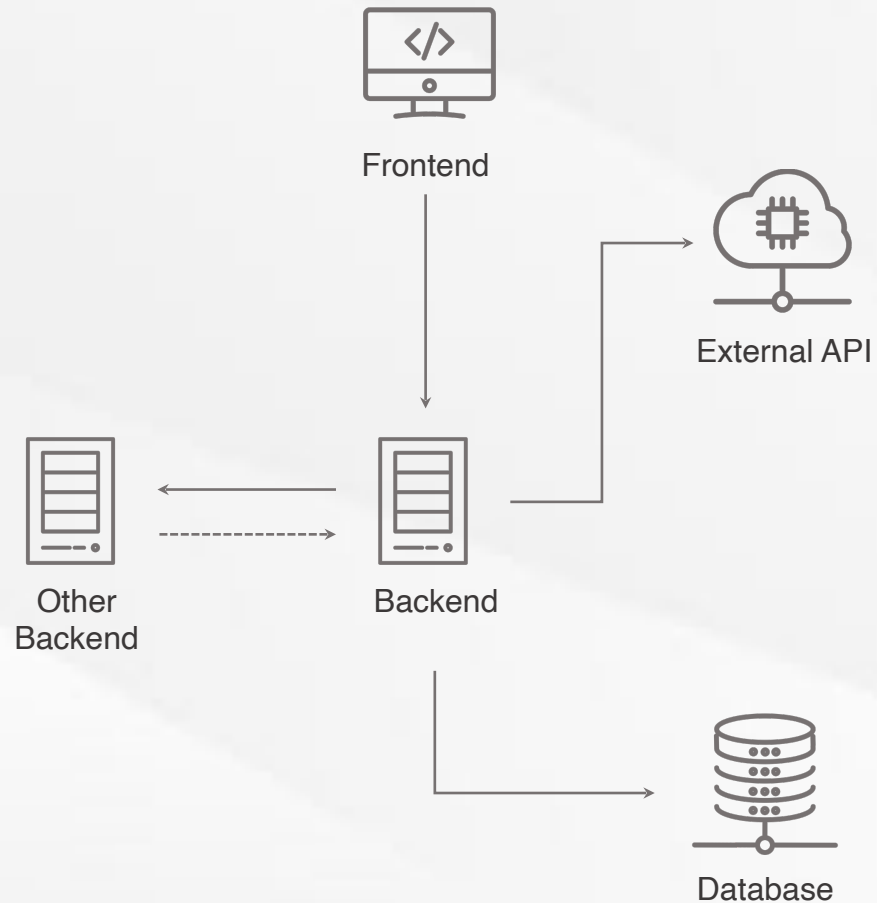 </>
Frontend
External API
Other
Backend
Backend
Database